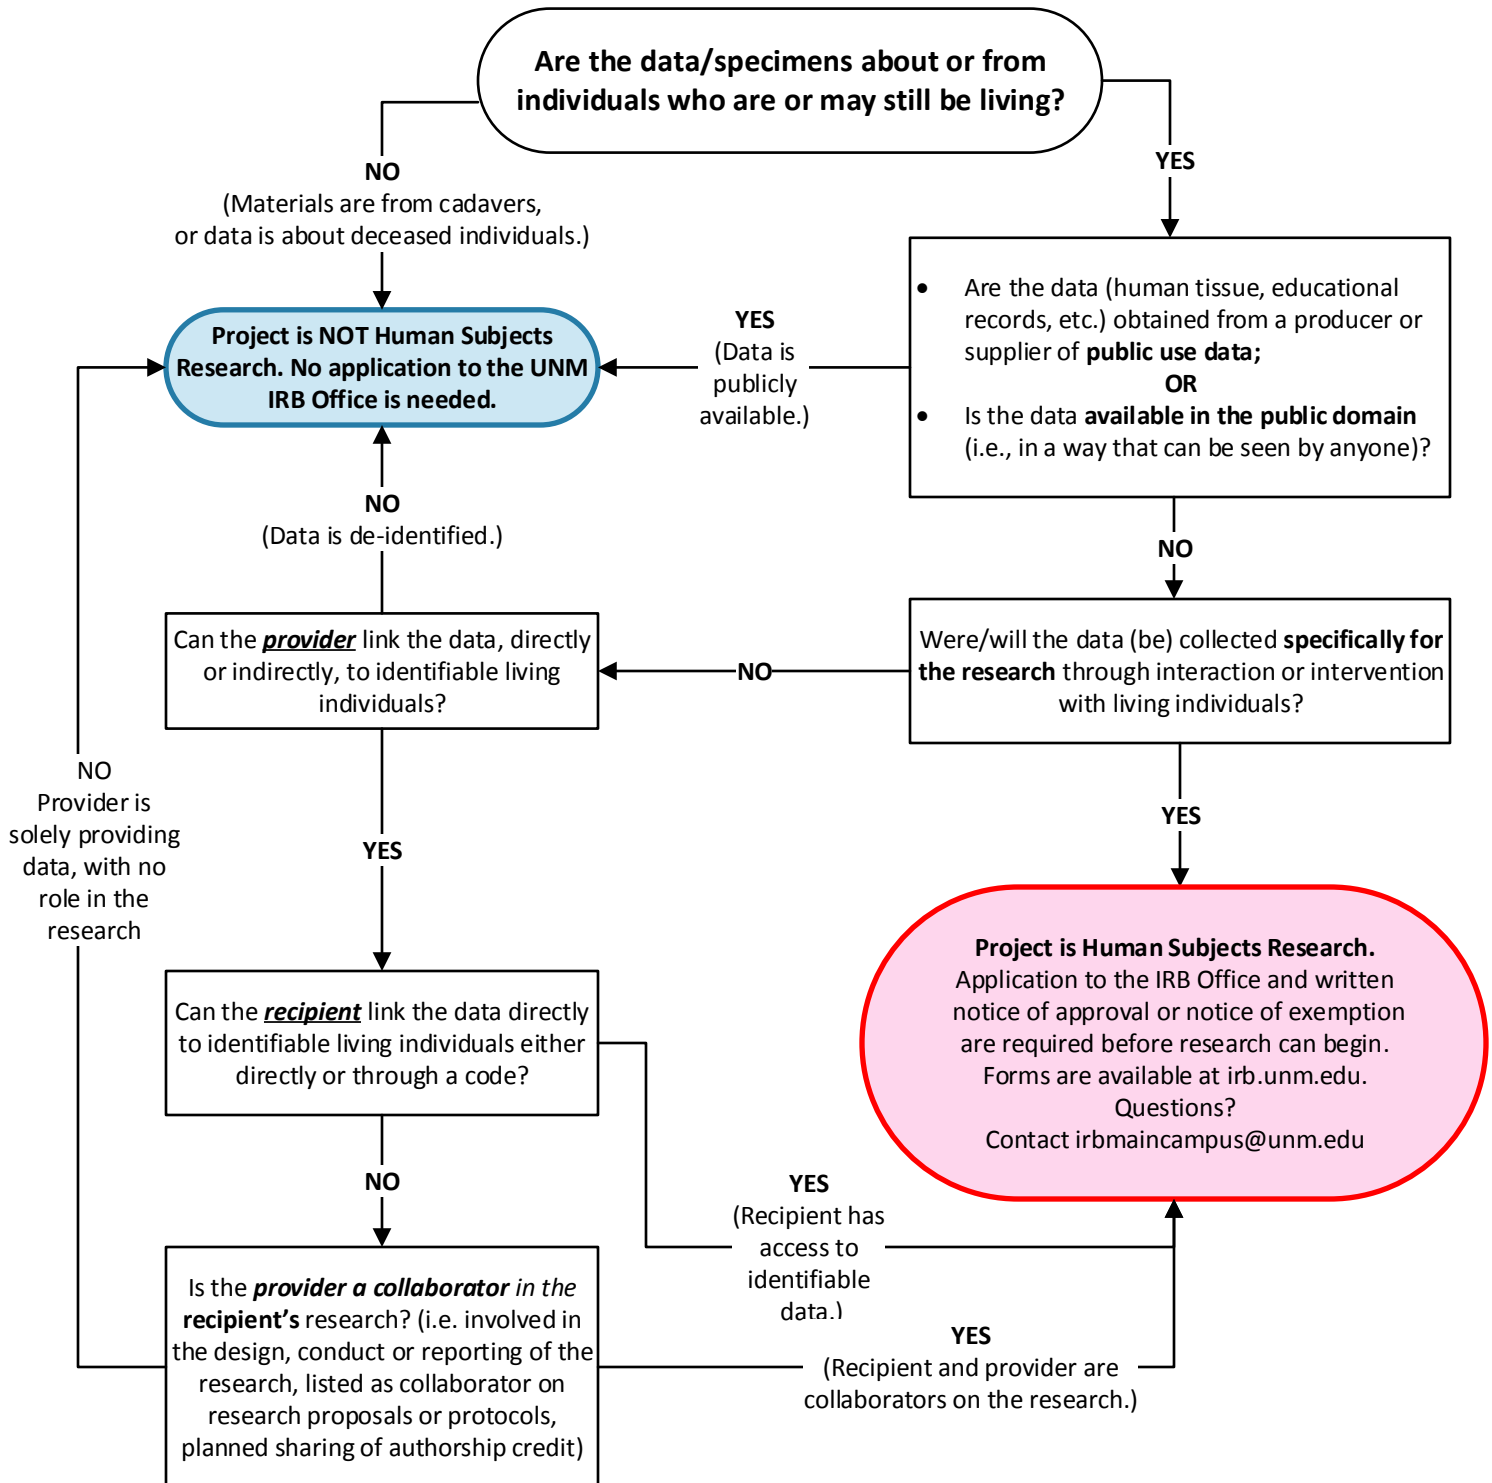 Are the data/specimens about or from
individuals who are or may still be living?
NO
(Materials are from cadavers,
or data is about deceased individuals.)
YES
Project is NOT Human Subjects
Research. No application to the UNM
IRB Office is needed.
YES
(Data is
publicly
available.)
• Are the data (human tissue, educational
records, etc.) obtained from a producer or
supplier of public use data;
OR
• Is the data available in the public domain
(i.e., in a way that can be seen by anyone)?
NO
(Data is de-identified.)
NO
Can the provider link the data, directly
or indirectly, to identifiable living
individuals?
NO
Were/will the data (be) collected specifically for
the research through interaction or intervention
with living individuals?
NO
Provider is
solely providing
data, with no
role in the
research
YES
YES
Project is Human Subjects Research.
Application to the IRB Office and written
notice of approval or notice of exemption
are required before research can begin.
Forms are available at irb.unm.edu.
Questions?
Contact irbmaincampus@unm.edu
Can the recipient link the data directly
to identifiable living individuals either
directly or through a code?
NO
YES
(Recipient has
access to
identifiable
data.)
Is the provider a collaborator in the
recipient's research? (i.e. involved in
the design, conduct or reporting of the
research, listed as collaborator on
research proposals or protocols,
planned sharing of authorship credit)
YES
(Recipient and provider are
collaborators on the research.)